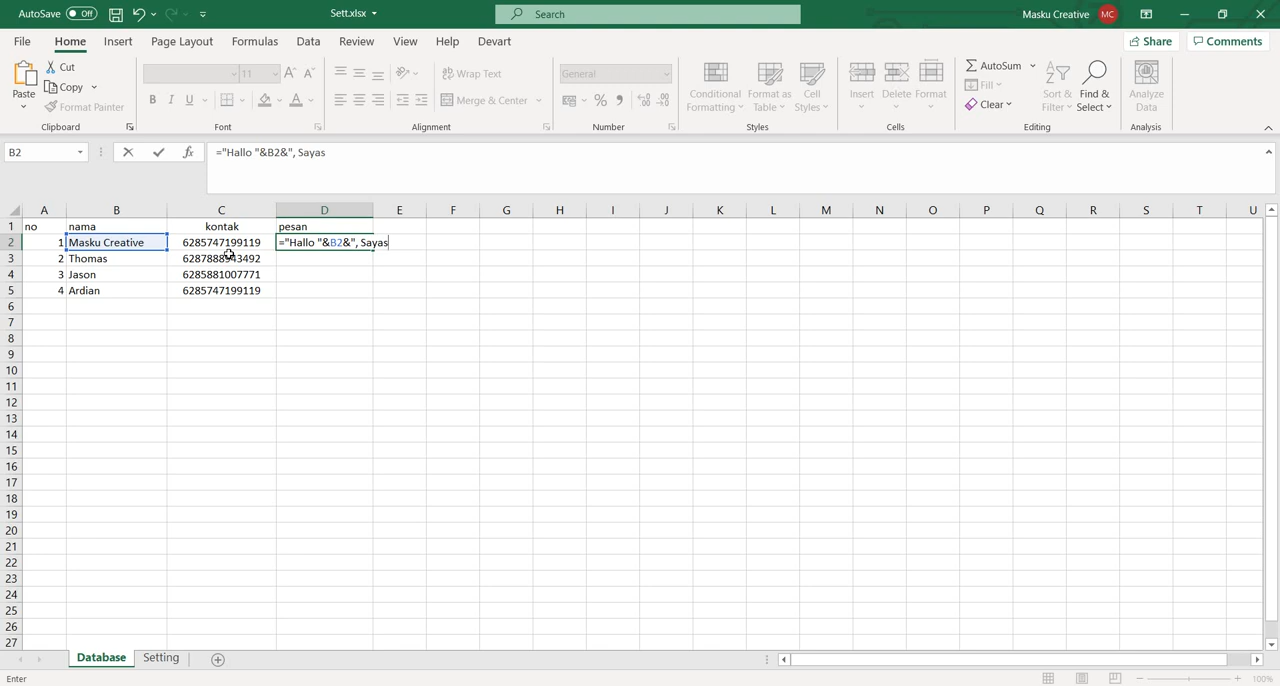 AutoSave Off Sett.xlsx Search Masku Creative MC
File Home Insert Page Layout Formulas Data Review View Help Devart Share Comments
Paste Cut Copy Format Painter Clipboard
11 B I U A A A Font
Wrap Text Merge & Center Alignment
General % Number
Conditional Formatting Format as Table Cell Styles Styles
Insert Delete Format Cells
AutoSum Fill Clear Sort & Filter Find & Select Editing
Analyze Data Analysis
B2 fx ="Hallo "&B2&", Sayas
A B C D E F G H I J K L M N O P Q R S T U
1 no nama kontak pesan
2 1 Masku Creative 6285747199119 ="Hallo "&B2&", Sayas
3 2 Thomas
4 3 Jason 6285881007771
5 4 Ardian 6285747199119
6
7
8
9
10
11
12
13
14
15
16
17
18
19
20
21
22
23
24
25
26
27
Database Setting
Enter 100%